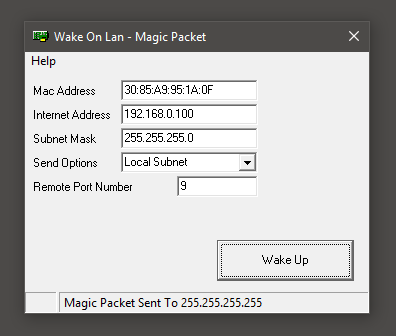 Wake On Lan - Magic Packet
Help
Mac Address 30:85:A9:95:1A:0F
Internet Address 192.168.0.100
Subnet Mask 255.255.255.0
Send Options Local Subnet
Remote Port Number 9
Wake Up
Magic Packet Sent To 255.255.255.255